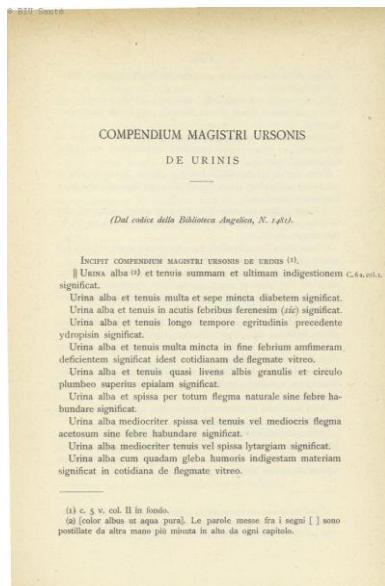 © BIU Santé
COMPENDIUM MAGISTRI URSONIS
DE URINIS
(Dal codice della Biblioteca Angelica, N. 1481).
INCIPIT COMPENDIUM MAGISTRI URSONIS DE URINIS (1).
|| URINA alba (2) et tenuis summam et ultimam indigestionem C. 6 a, col. 1.
significat.
Urina alba et tenuis multa et sepe mincta diabetem significat.
Urina alba et tenuis in acutis febribus ferenesim (sic) significat.
Urina alba et tenuis longo tempore egritudinis precedente
ydropisin significat.
Urina alba et tenuis multa mincta in fine febrium amfimeram
deficientem significat idest cotidianam de flegmate vitreo.
Urina alba et tenuis quasi livens albis granulis et circulo
plumbeo superius epialam significat.
Urina alba et spissa per totum flegma naturale sine febre ha-
bundare significat.
Urina alba mediocriter spissa vel tenuis vel mediocris flegma
acetosum sine febre habundare significat.
Urina alba mediocriter tenuis vel spissa lytargiam significat.
Urina alba cum quadam gleba humoris indigestam materiam
significat in cotidiana de flegmate vitreo.
(1) c. 5 v. col. II in fondo.
(2) [color albus ut aqua pura]. Le parole messe fra i segni [ ] sono
postillate da altra mano più minuta in alto da ogni capitolo.